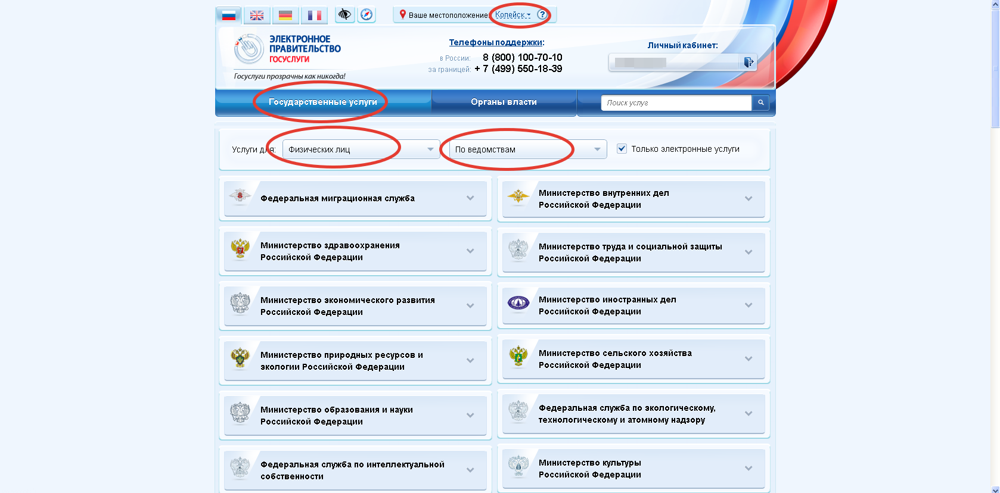 Ваше местоположение:
Копейск
?
ЭЛЕКТРОННОЕ
ПРАВИТЕЛЬСТВО
ГОСУСЛУГИ
Госуслуги прозрачны как никогда!
Телефоны поддержки:
в России: 8 (800) 100-70-10
за границей: + 7 (499) 550-18-39
Личный кабинет:
Государственные услуги
Органы власти
Поиск услуг
Услуги для:
Физических лиц
По ведомствам
Только электронные услуги
Федеральная миграционная служба
Министерство внутренних дел
Российской Федерации
Министерство здравоохранения
Российской Федерации
Министерство труда и социальной защиты
Российской Федерации
Министерство экономического развития
Российской Федерации
Министерство иностранных дел
Российской Федерации
Министерство природных ресурсов и
экологии Российской Федерации
Министерство сельского хозяйства
Российской Федерации
Министерство образования и науки
Российской Федерации
Федеральная служба по экологическому,
технологическому и атомному надзору
Федеральная служба по интеллектуальной
собственности
Министерство культуры
Российской Федерации